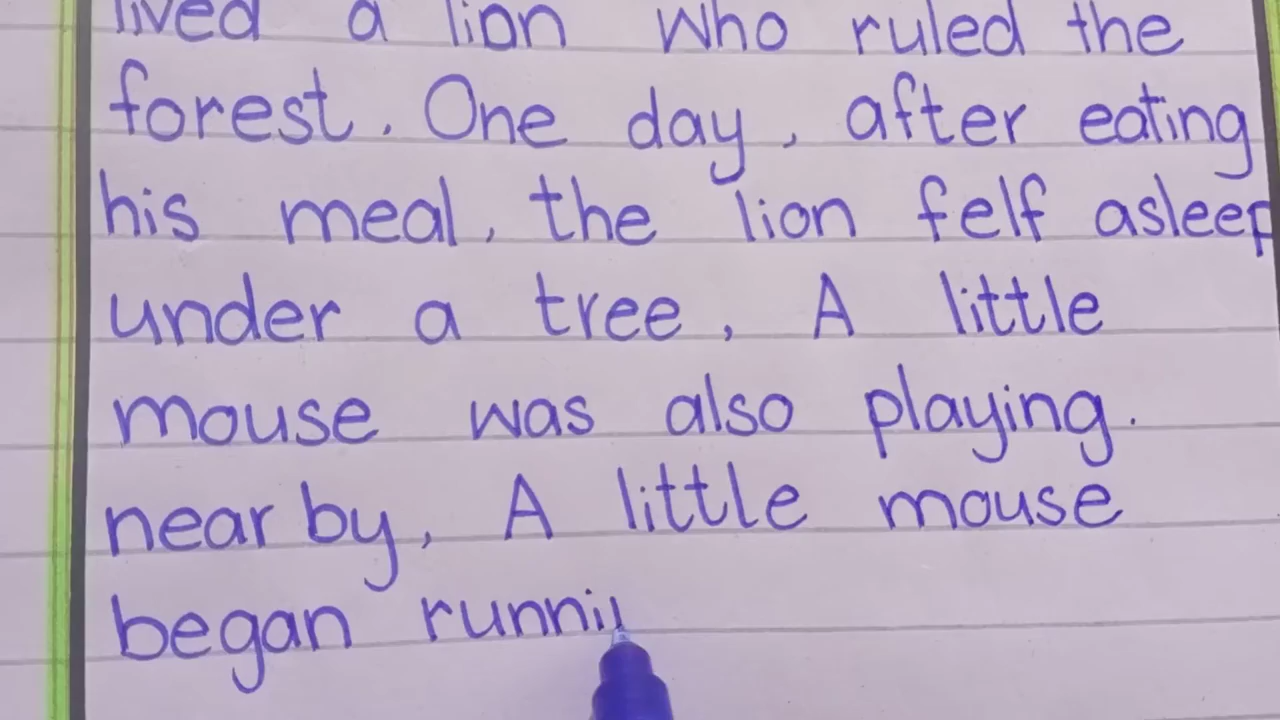 lived a lion who ruled the
forest. One day, after eating
his meal, the lion felf asleep
under a tree, A little
mouse was also playing.
near by, A little mouse
began runni